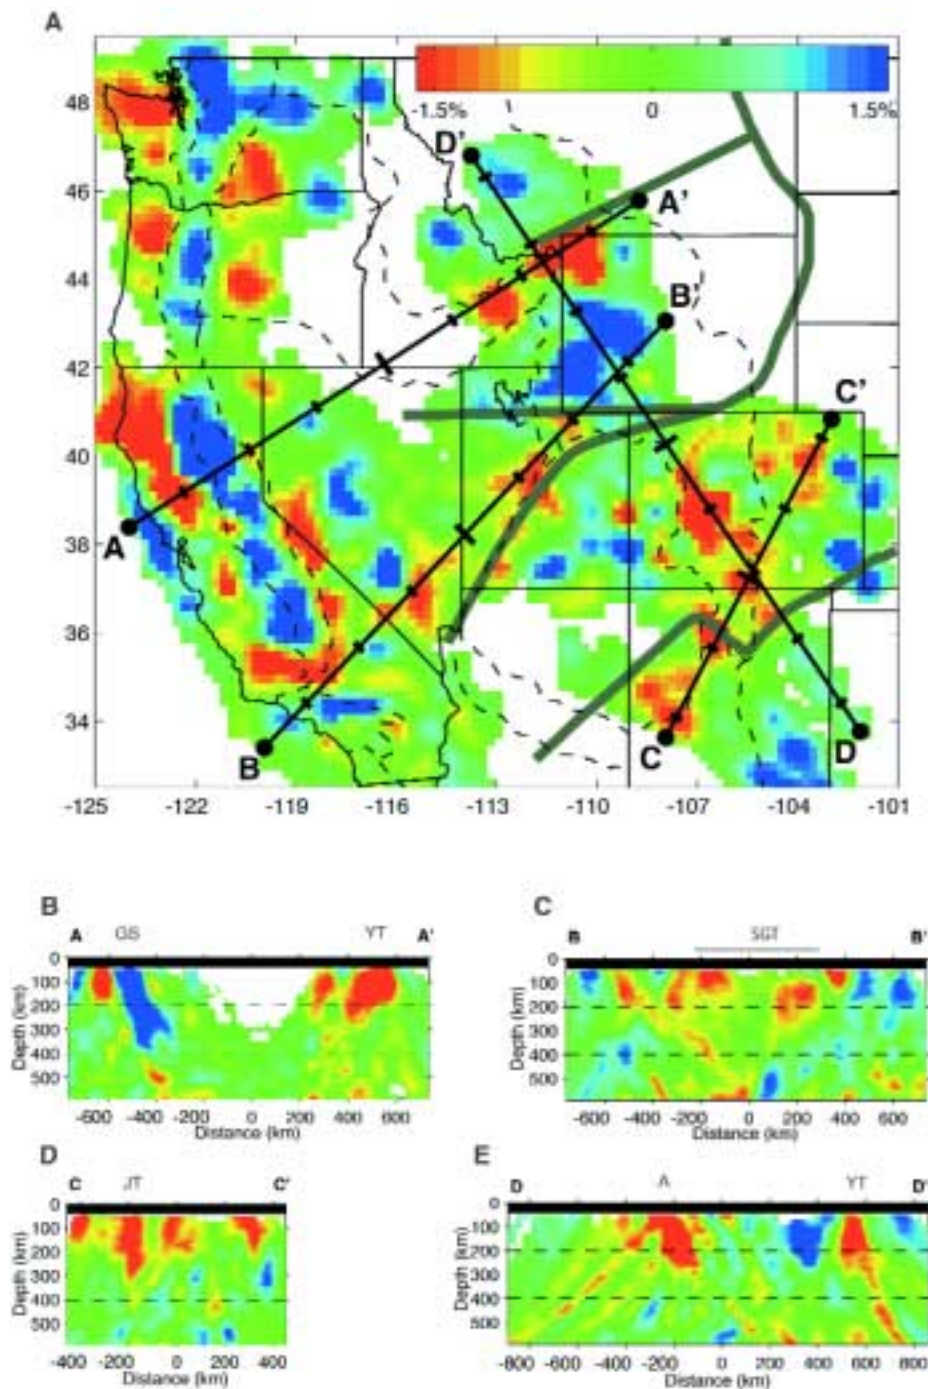 A
-1.5%
0
1.5%
48
46
44
42
40
38
36
34
D'
A'
B'
C'
A
B
C
D
-125
-122
-119
-116
-113
-110
-107
-104
-101
B
A
YT
A'
0
100
200
300
400
500
Depth (km)
-600
-400
-200
0
200
400
600
Distance (km)
C
B
SGT
B'
0
100
200
300
400
500
Depth (km)
-600
-400
-200
0
200
400
600
Distance (km)
D
C
JT
C'
0
100
200
300
400
500
Depth (km)
-400
-200
0
200
400
Distance (km)
E
D
A
YT
D'
0
100
200
300
400
500
Depth (km)
-800
-600
-400
-200
0
200
400
600
800
Distance (km)